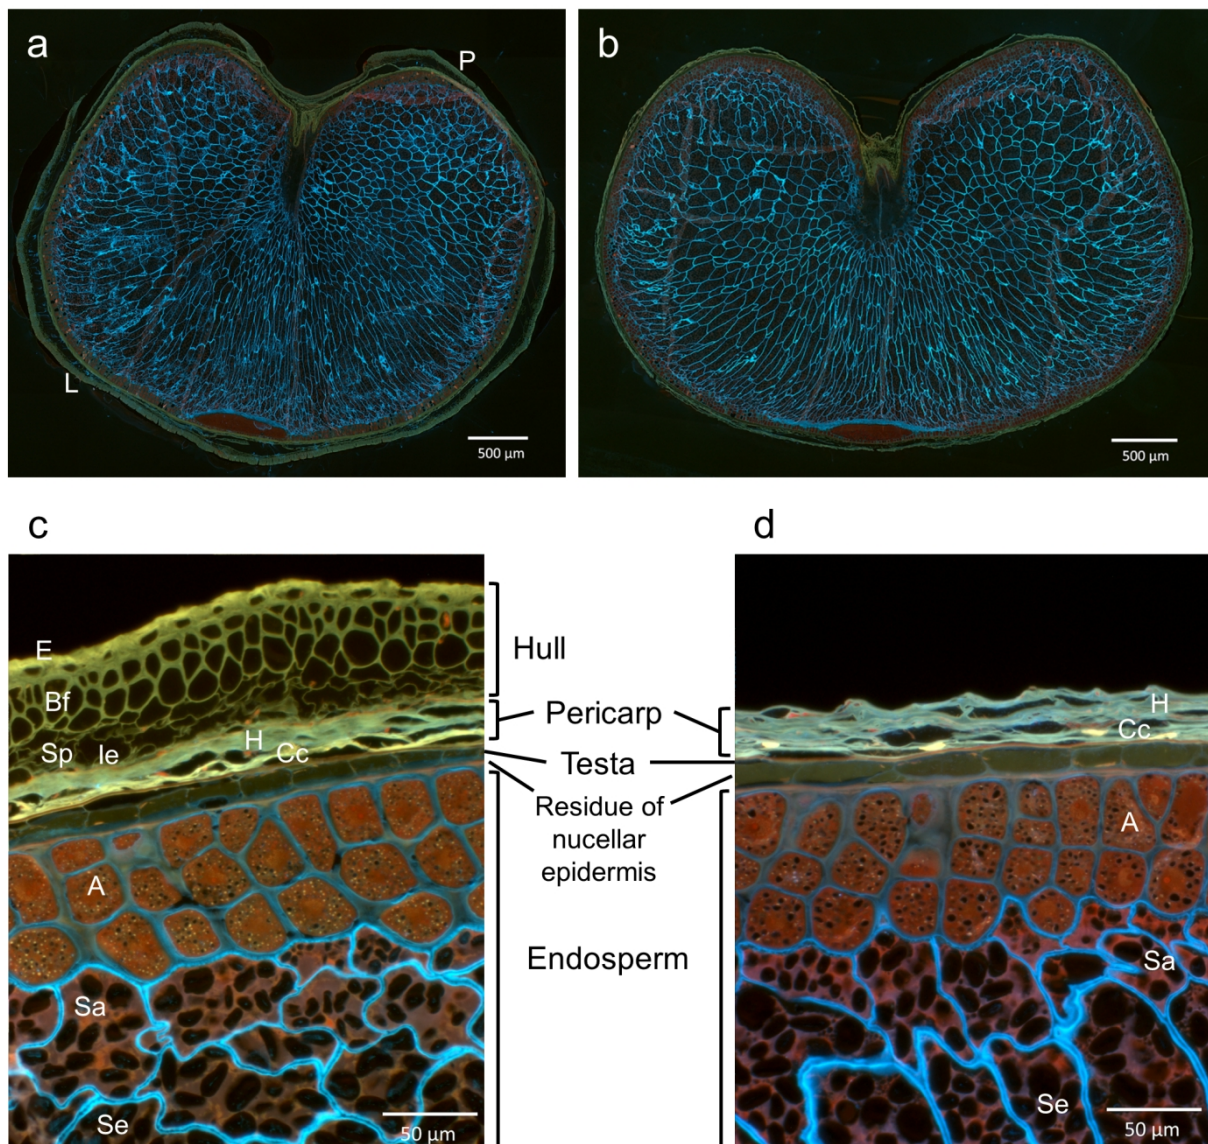 a
P
L
500 µm
b
500 µm
c
d
E
Bf
Sp
Ie
H
Cc
A
Sa
Se
50 µm
Hull
Pericarp
Testa
Residue of
nucellar
epidermis
Endosperm
H
Cc
A
Sa
Se
50 µm